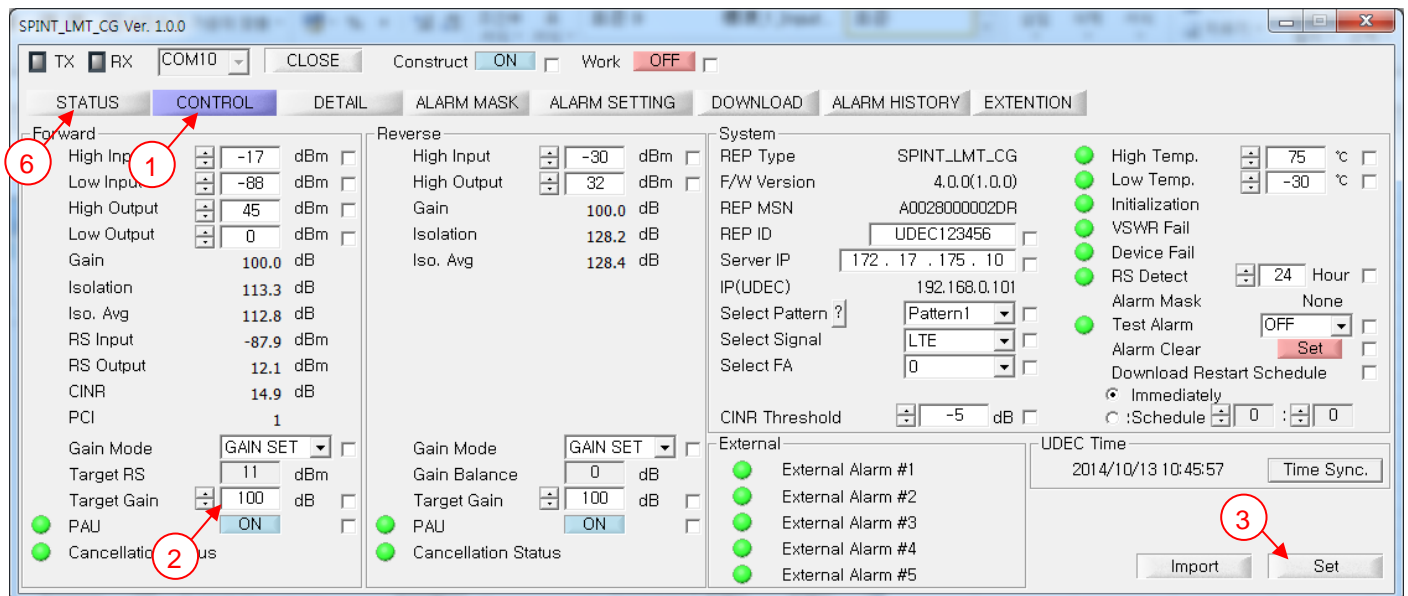 SPINT_LMT_CG Ver. 1.0.0
TX RX COM10 CLOSE Construct ON Work OFF
STATUS CONTROL DETAIL ALARM MASK ALARM SETTING DOWNLOAD ALARM HISTORY EXTENTION
6
1
Forward
High -17 dBm
Low -88 dBm
High Output 45 dBm
Low Output 0 dBm
Gain 100.0 dB
Isolation 113.3 dB
Iso. Avg 112.8 dB
RS Input -87.9 dBm
RS Output 12.1 dBm
CINR 14.9 dB
PCI 1
Gain Mode GAIN SET
Target RS 11 dBm
Target Gain 100 dB
PAU ON
2
Reverse
High Input -30 dBm
High Output 32 dBm
Gain 100.0 dB
Isolation 128.2 dB
Iso. Avg 128.4 dB
Gain Mode GAIN SET
Gain Balance 0 dB
Target Gain 100 dB
PAU ON
Cancellation Status
System
REP Type SPINT_LMT_CG
F/W Version 4.0.0(1.0.0)
REP MSN A0028000002DR
REP ID UDEC123456
Server IP 172 . 17 . 175 . 10
IP(UDEC) 192.168.0.101
Select Pattern ? Pattern1
Select Signal LTE
Select FA 0
CINR Threshold -5 dB
High Temp. 75 ℃
Low Temp. -30 ℃
Initialization
VSWR Fail
Device Fail
RS Detect 24 Hour
Alarm Mask None
Test Alarm OFF
Alarm Clear Set
Download Restart Schedule
Immediately
:Schedule 0 : 0
External
External Alarm #1
External Alarm #2
External Alarm #3
External Alarm #4
External Alarm #5
UDEC Time
2014/10/13 10:45:57 Time Sync.
3
Import Set